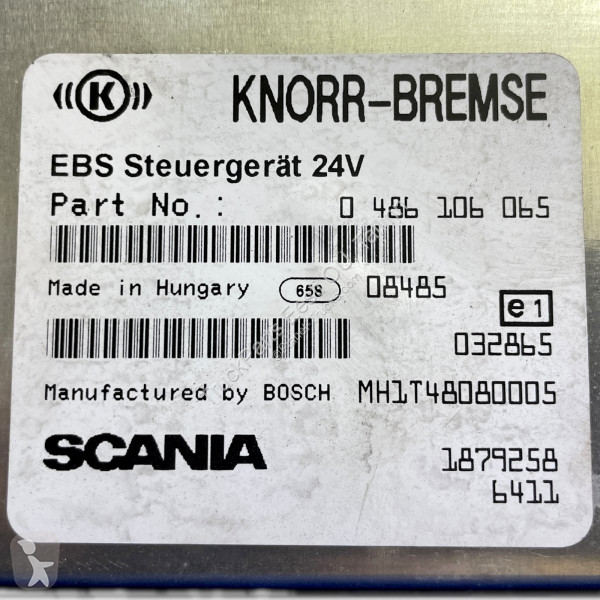 K KNORR-BREMSE
EBS Steuergerät 24V
Part No.: 0 486 106 065
Made in Hungary 658 08485
e1
032865
Manufactured by BOSCH MH1T48080005
SCANIA 1879258
6411